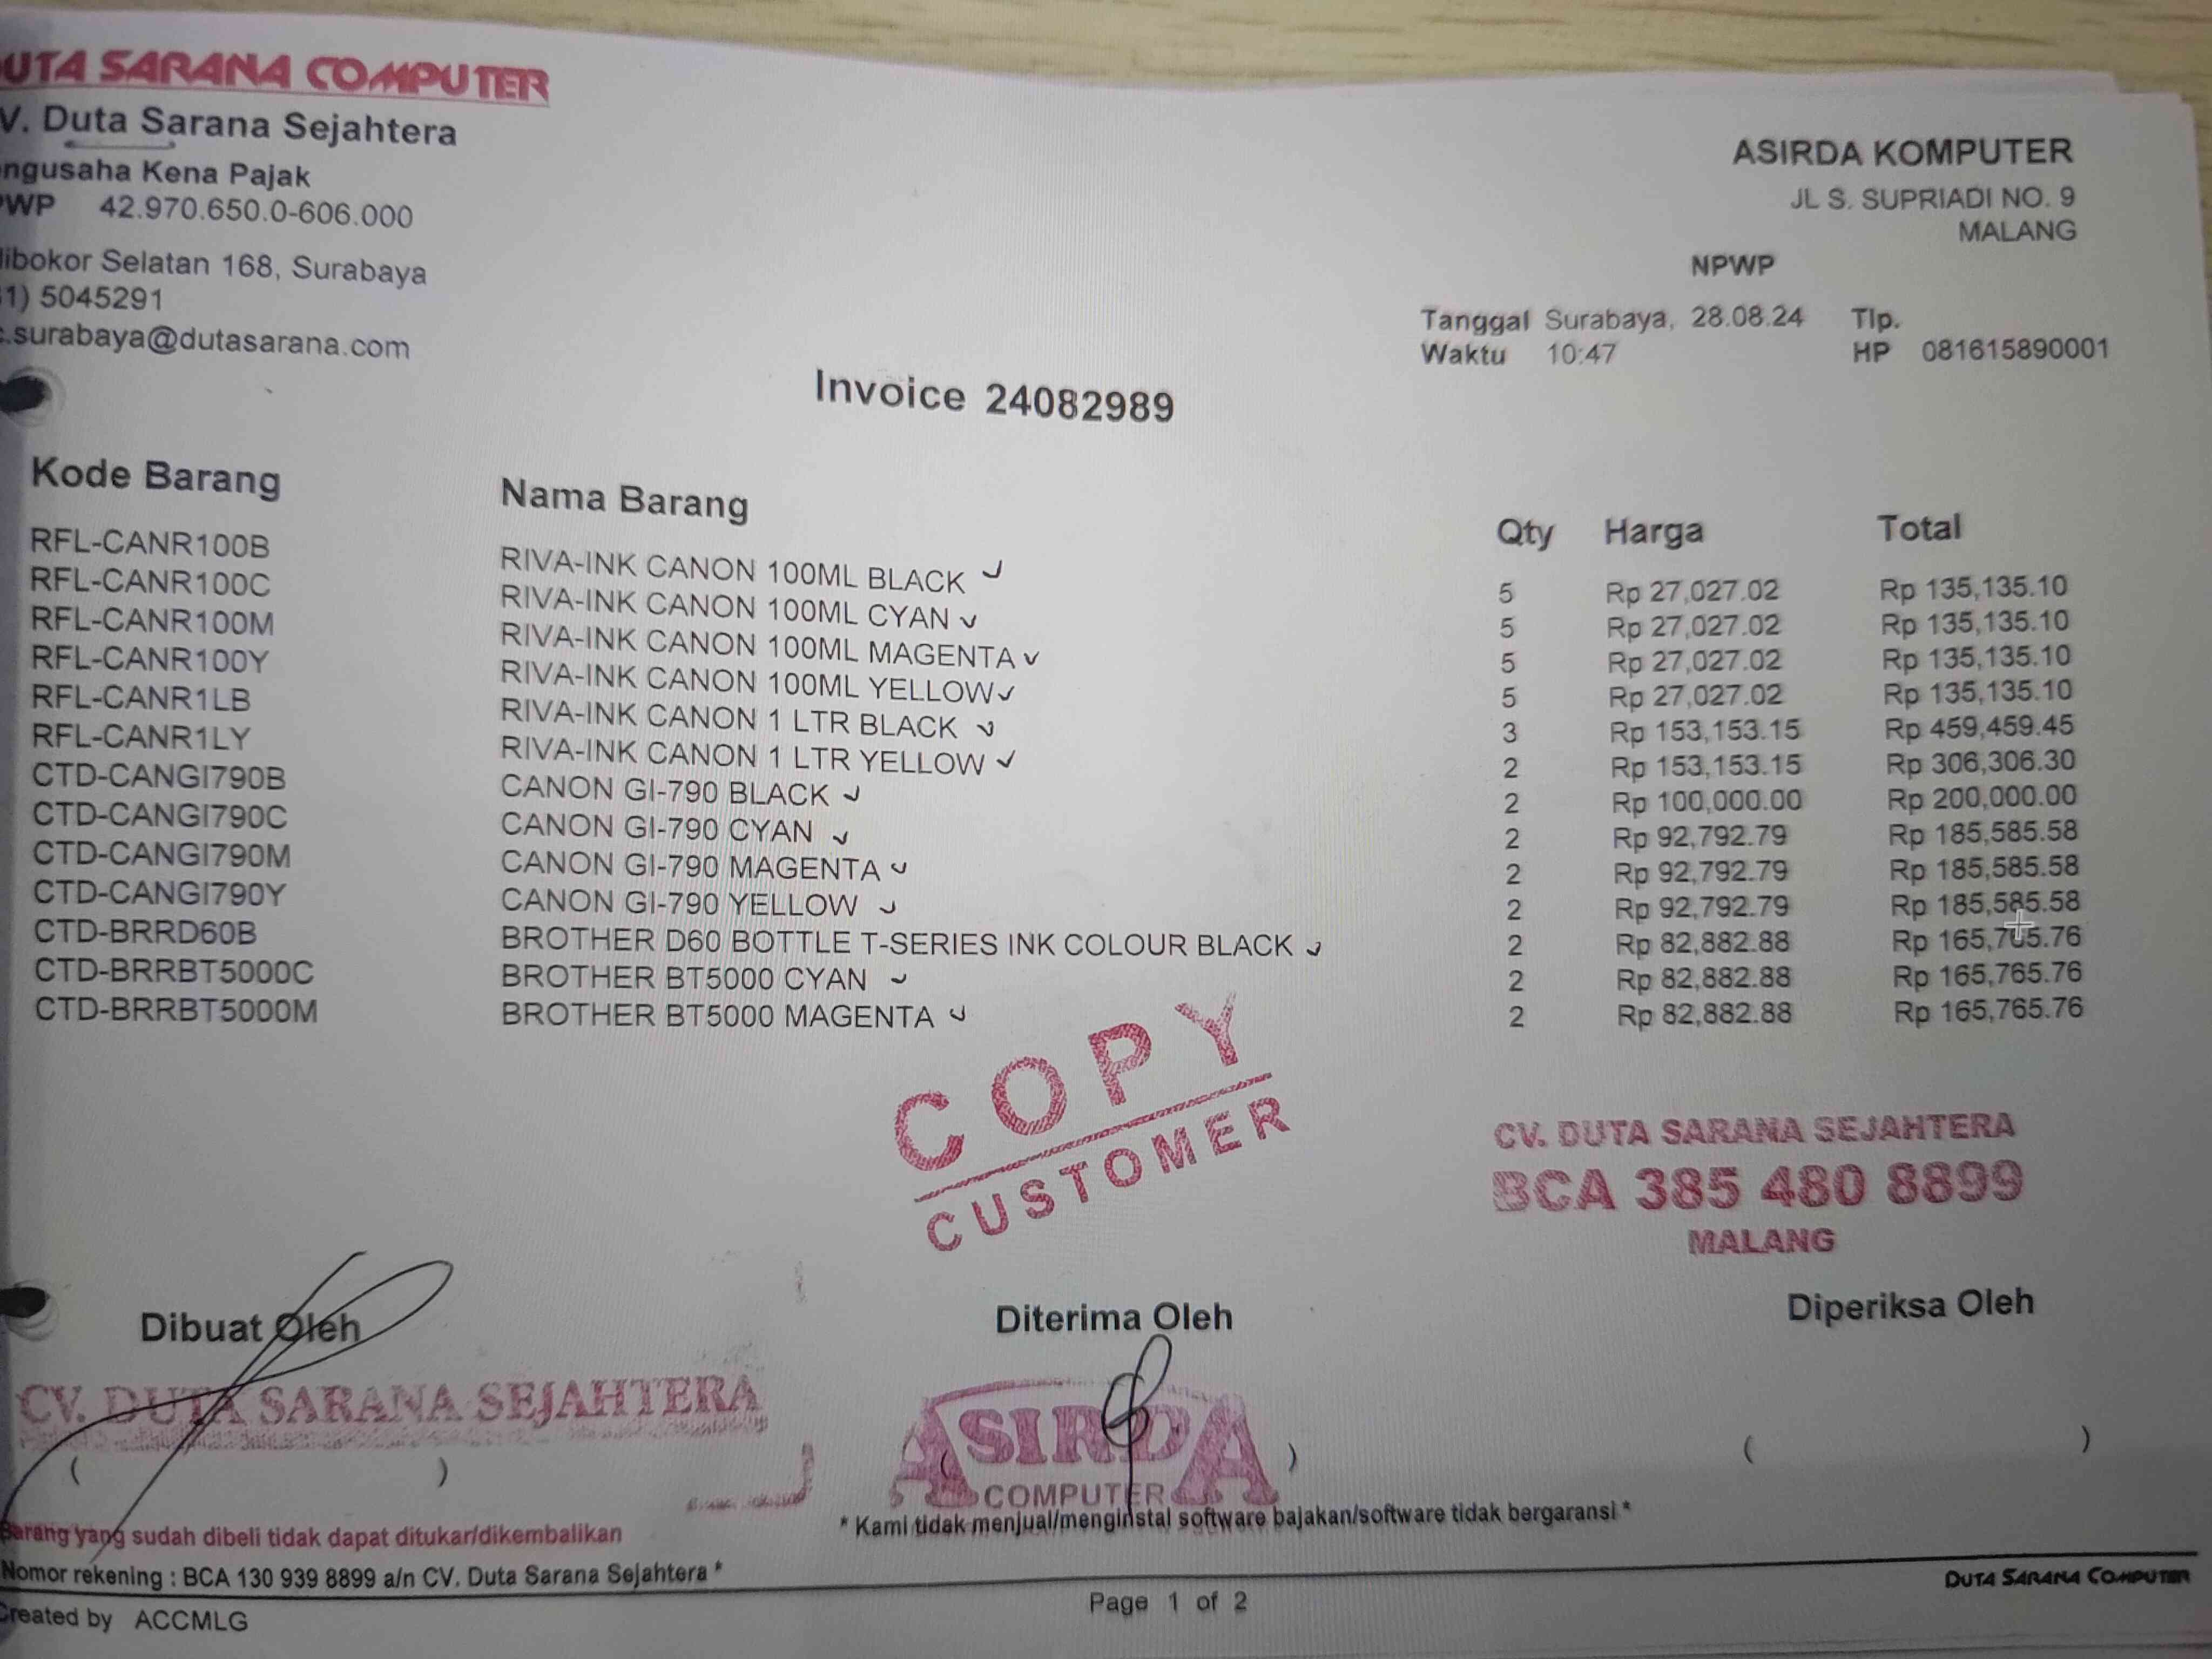 UTA SARANA COMPUTER
V. Duta Sarana Sejahtera
ngusaha Kena Pajak
PWP 42.970.650.0-606.000
libokor Selatan 168, Surabaya
1) 5045291
.surabaya@dutasarana.com
ASIRDA KOMPUTER
JL S. SUPRIADI NO. 9
MALANG
NPWP
Tanggal Surabaya, 28.08.24 Tlp.
Waktu 10:47 HP 081615890001
Invoice 24082989
Kode Barang Nama Barang Qty Harga Total
RFL-CANR100B RIVA-INK CANON 100ML BLACK 5 Rp 27,027.02 Rp 135,135.10
RFL-CANR100C RIVA-INK CANON 100ML CYAN 5 Rp 27,027.02 Rp 135,135.10
RFL-CANR100M RIVA-INK CANON 100ML MAGENTA 5 Rp 27,027.02 Rp 135,135.10
RFL-CANR100Y RIVA-INK CANON 100ML YELLOW 5 Rp 27,027.02 Rp 135,135.10
RFL-CANR1LB RIVA-INK CANON 1 LTR BLACK 3 Rp 153,153.15 Rp 459,459.45
RFL-CANR1LY RIVA-INK CANON 1 LTR YELLOW 2 Rp 153,153.15 Rp 306,306.30
CTD-CANGI790B CANON GI-790 BLACK 2 Rp 100,000.00 Rp 200,000.00
CTD-CANGI790C CANON GI-790 CYAN 2 Rp 92,792.79 Rp 185,585.58
CTD-CANGI790M CANON GI-790 MAGENTA 2 Rp 92,792.79 Rp 185,585.58
CTD-CANGI790Y CANON GI-790 YELLOW 2 Rp 92,792.79 Rp 185,585.58
CTD-BRRD60B BROTHER D60 BOTTLE T-SERIES INK COLOUR BLACK 2 Rp 82,882.88 Rp 165,765.76
CTD-BRRBT5000C BROTHER BT5000 CYAN 2 Rp 82,882.88 Rp 165,765.76
CTD-BRRBT5000M BROTHER BT5000 MAGENTA 2 Rp 82,882.88 Rp 165,765.76
COPY
CUSTOMER
CV. DUTA SARANA SEJAHTERA
BCA 385 480 8899
MALANG
Dibuat Oleh Diterima Oleh Diperiksa Oleh
CV. DUTA SARANA SEJAHTERA
ASIRDA
COMPUTER
( ) ( ) ( )
Barang yang sudah dibeli tidak dapat ditukar/dikembalikan
* Kami tidak menjual/menginstal software bajakan/software tidak bergaransi *
Nomor rekening : BCA 130 939 8899 a/n CV. Duta Sarana Sejahtera *
DUTA SARANA COMPUTER
Created by ACCMLG
Page 1 of 2